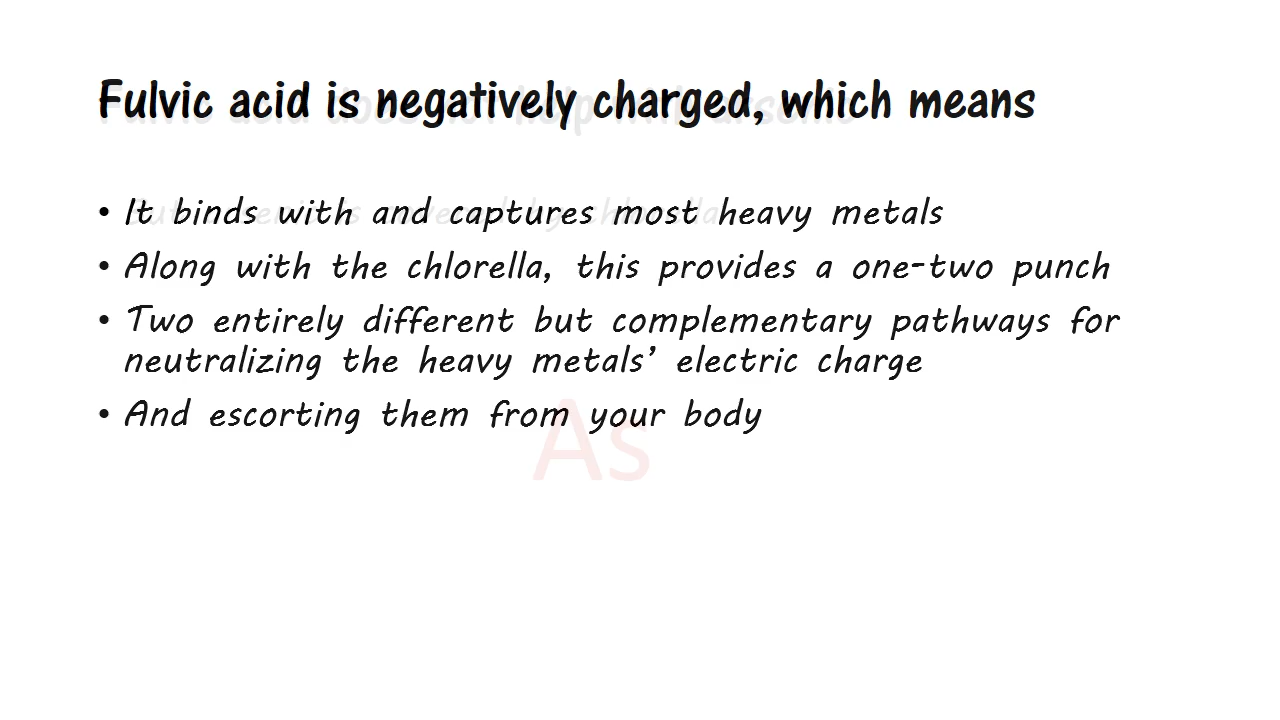 Fulvic acid is negatively charged, which means
• It binds with and captures most heavy metals
• Along with the chlorella, this provides a one-two punch
• Two entirely different but complementary pathways for
neutralizing the heavy metals’ electric charge
• And escorting them from your body
As